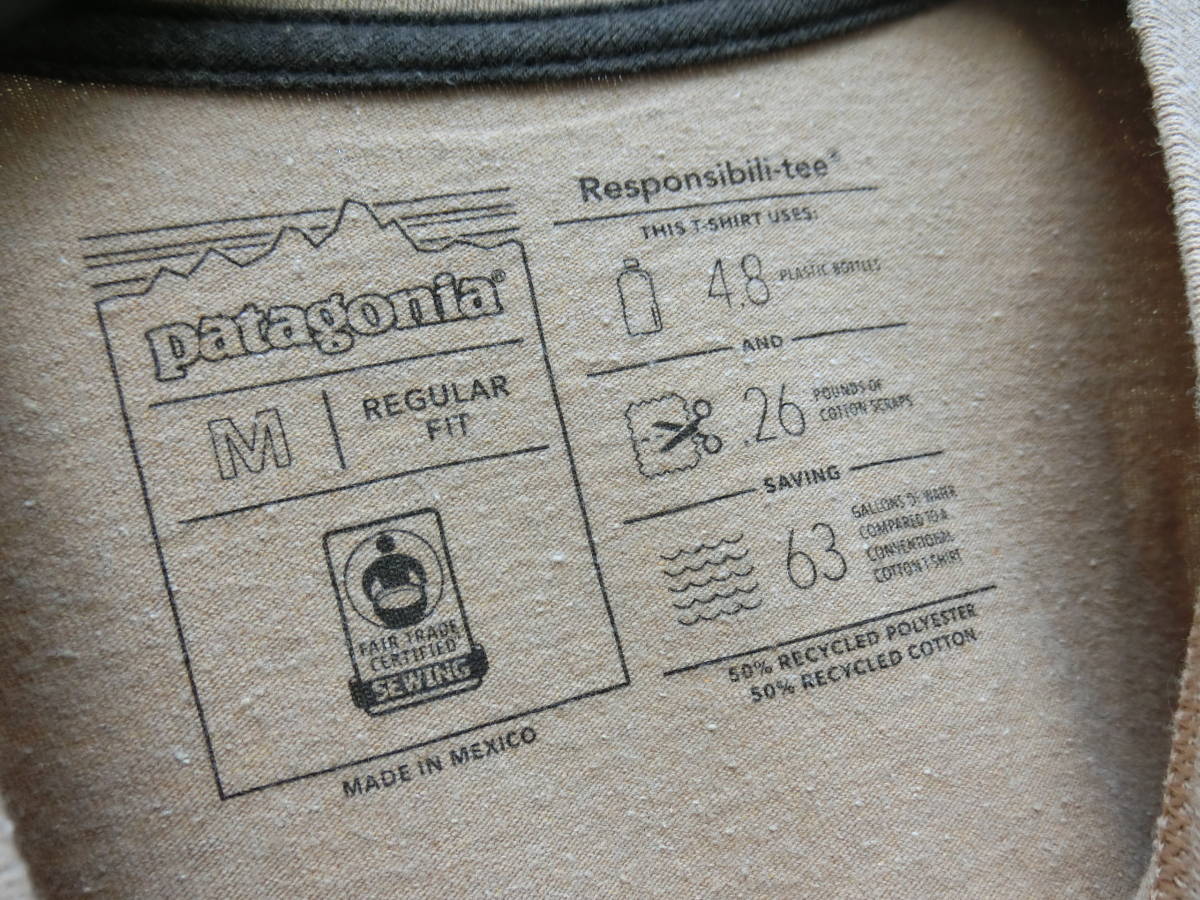 patagonia®
M
REGULAR
FIT
FAIR TRADE
CERTIFIED
SEWING
MADE IN MEXICO
Responsibili-tee®
THIS T-SHIRT USES:
4.8 PLASTIC BOTTLES
AND
.26 POUNDS OF
COTTON SCRAPS
SAVING
63 GALLONS OF WATER
COMPARED TO A
CONVENTIONAL
COTTON T-SHIRT
50% RECYCLED POLYESTER
50% RECYCLED COTTON